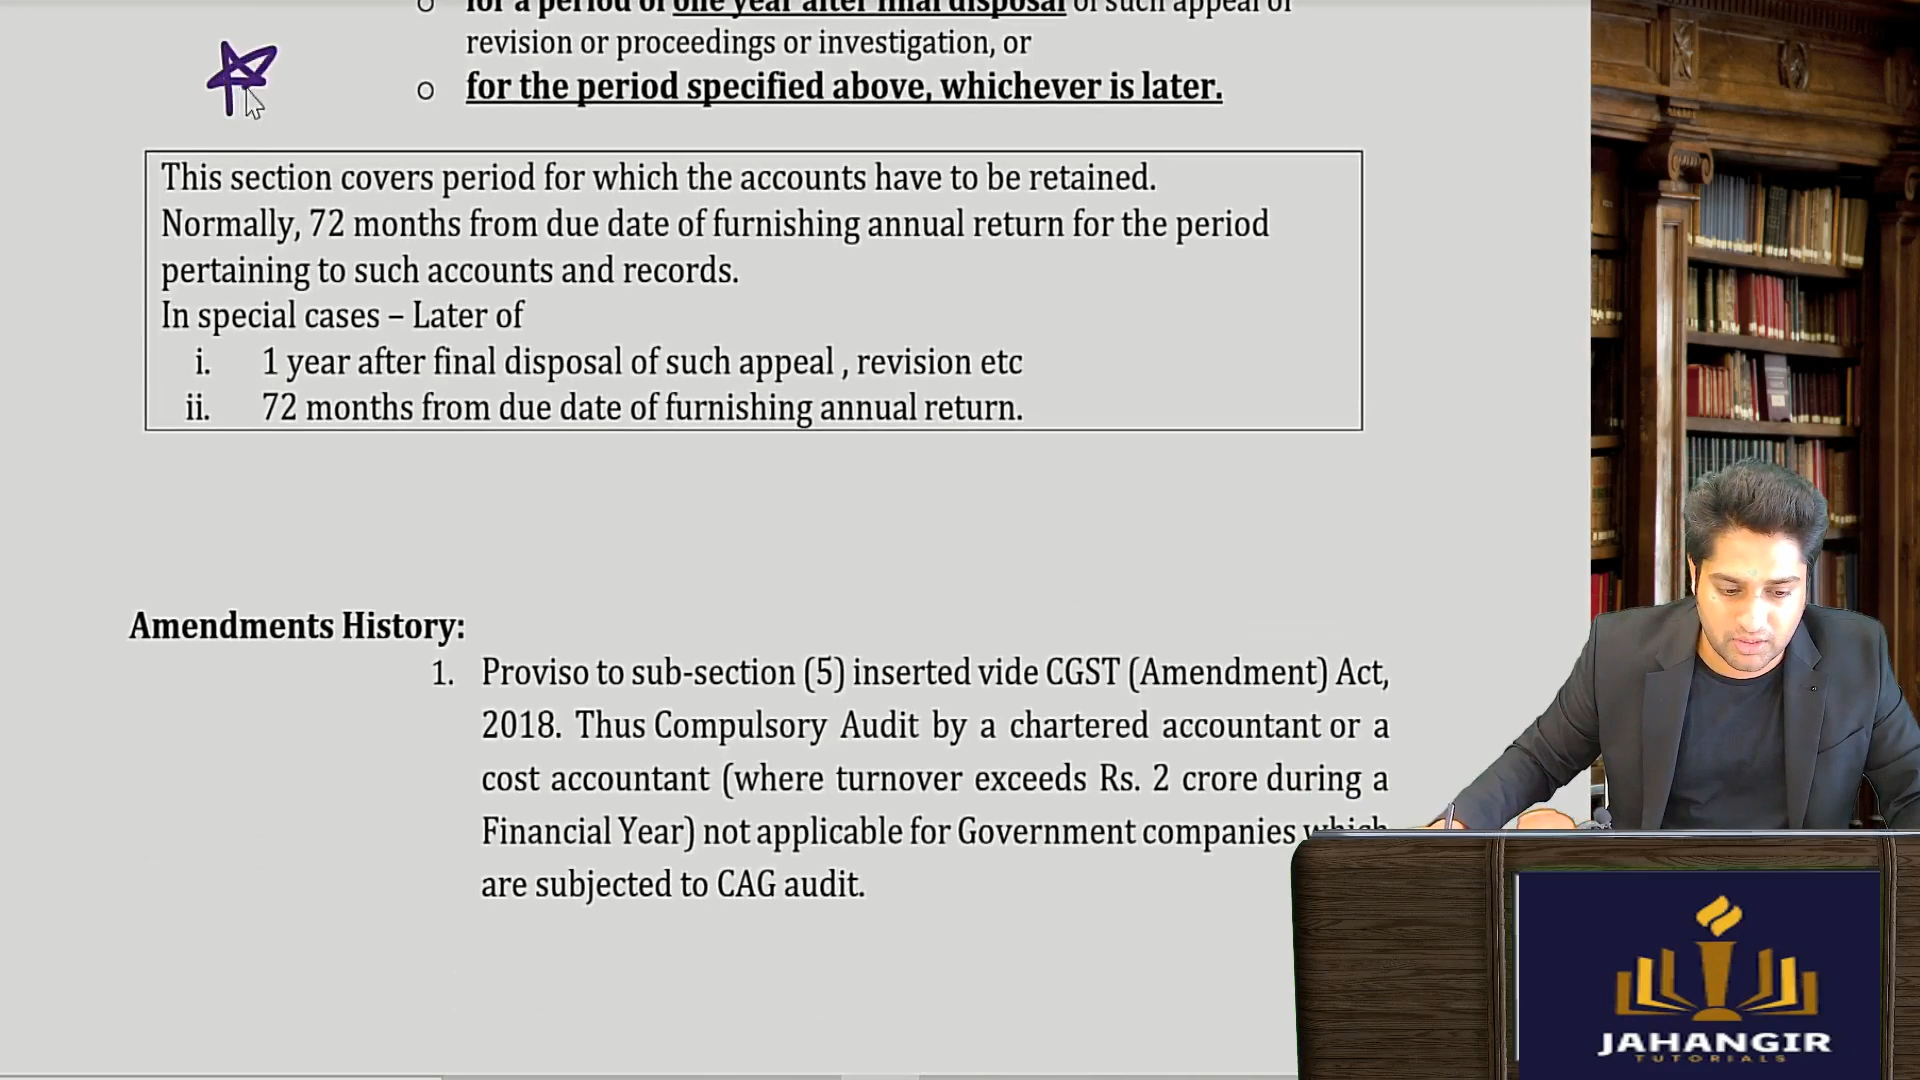 o for a period of one year after final disposal of such appeal or
revision or proceedings or investigation, or
o for the period specified above, whichever is later.
This section covers period for which the accounts have to be retained.
Normally, 72 months from due date of furnishing annual return for the period
pertaining to such accounts and records.
In special cases – Later of
i. 1 year after final disposal of such appeal , revision etc
ii. 72 months from due date of furnishing annual return.
Amendments History:
1. Proviso to sub-section (5) inserted vide CGST (Amendment) Act,
2018. Thus Compulsory Audit by a chartered accountant or a
cost accountant (where turnover exceeds Rs. 2 crore during a
Financial Year) not applicable for Government companies which
are subjected to CAG audit.
JAHANGIR
TUTORIALS